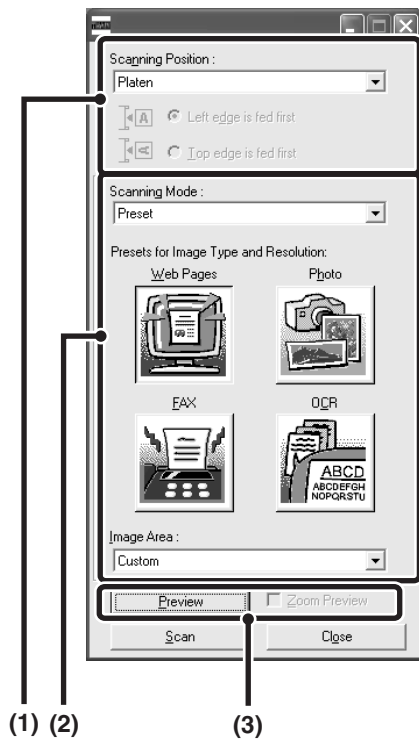 Scanning Position :
Platen
A Left edge is fed first
A Top edge is fed first
Scanning Mode :
Preset
Presets for Image Type and Resolution:
Web Pages Photo
FAX OCR
ABCD
ABCDEFGH
NOPQRSTU
Image Area :
Custom
Preview Zoom Preview
Scan Close
(1) (2) (3)